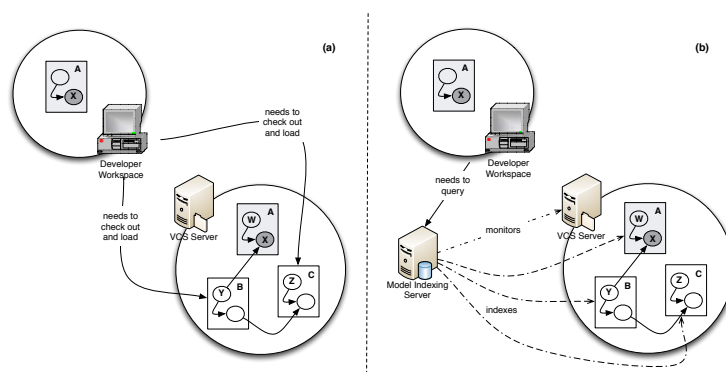 (a)
A
X
needs to
check out
and load
Developer
Workspace
needs to
check out
and load
VCS Server
A
W
X
B
Y
C
Z
(b)
A
X
Developer
Workspace
needs to
query
monitors
VCS Server
Model Indexing
Server
indexes
A
W
X
B
Y
C
Z